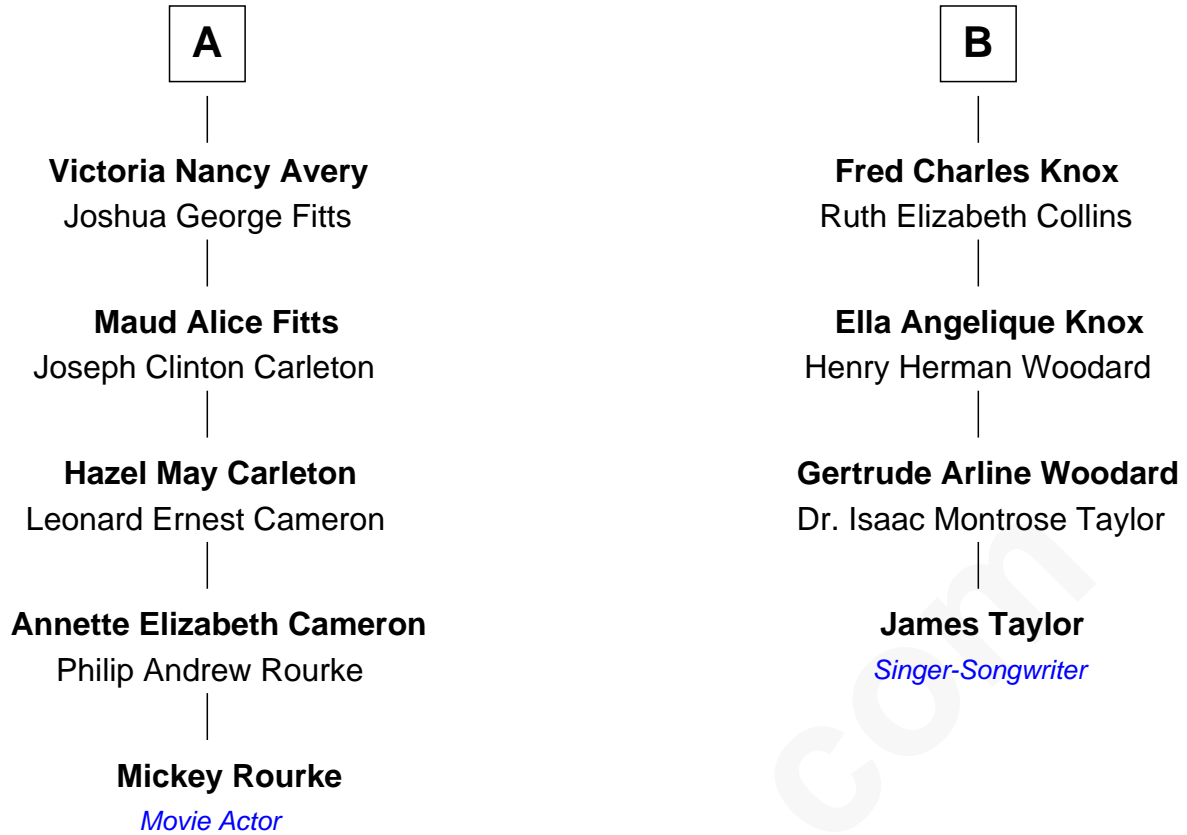 A
Victoria Nancy Avery
Joshua George Fitts
Maud Alice Fitts
Joseph Clinton Carleton
Hazel May Carleton
Leonard Ernest Cameron
Annette Elizabeth Cameron
Philip Andrew Rourke
Mickey Rourke
Movie Actor
B
Fred Charles Knox
Ruth Elizabeth Collins
Ella Angelique Knox
Henry Herman Woodard
Gertrude Arline Woodard
Dr. Isaac Montrose Taylor
James Taylor
Singer-Songwriter
com